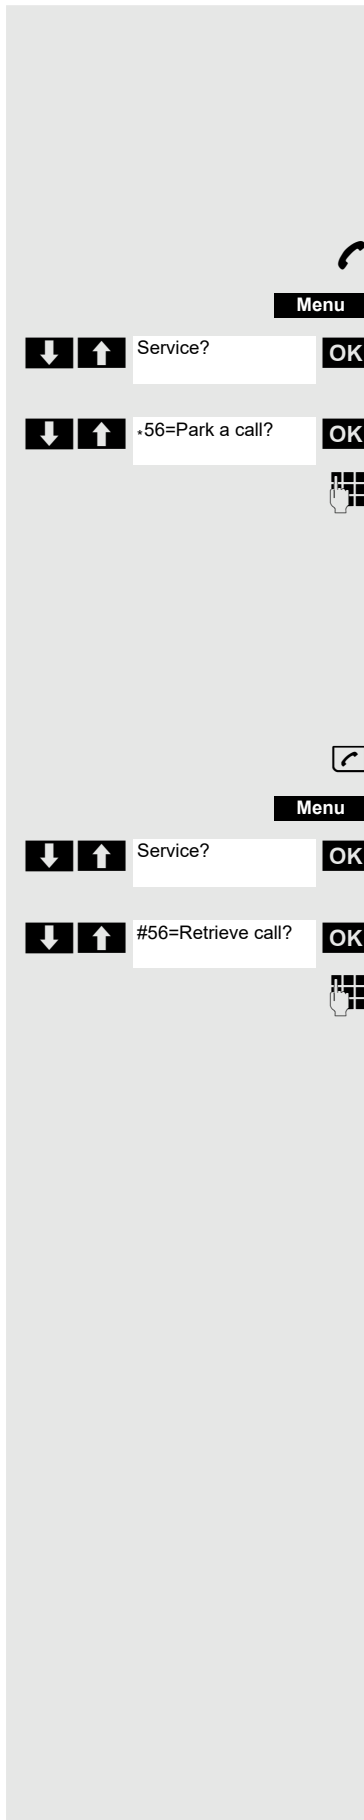 Menu
Service? OK
*56=Park a call? OK
Menu
Service? OK
#56=Retrieve call? OK